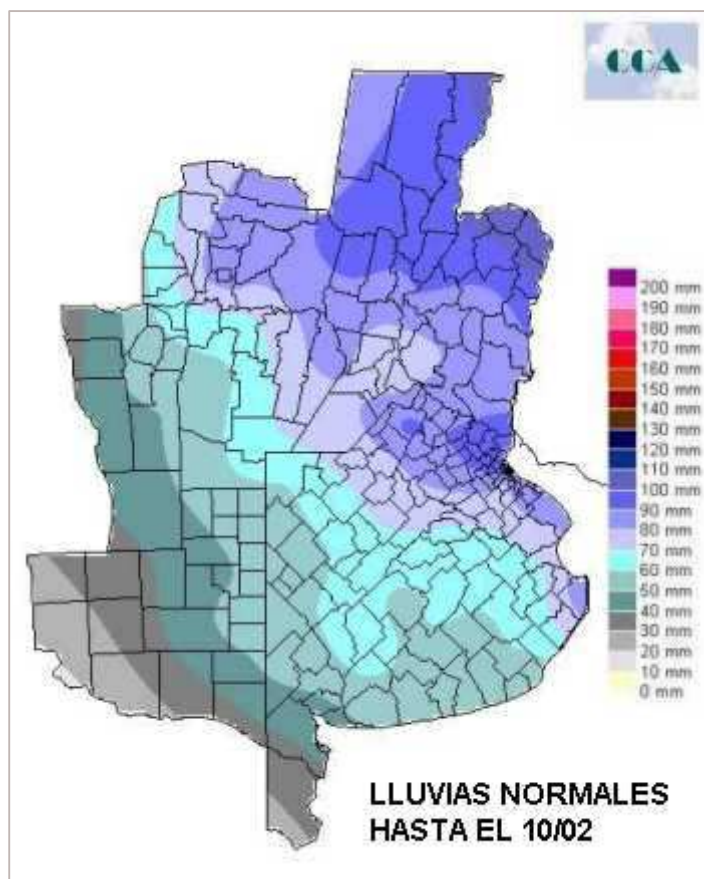 CCA
200 mm
190 mm
180 mm
170 mm
160 mm
150 mm
140 mm
130 mm
120 mm
110 mm
100 mm
90 mm
80 mm
70 mm
60 mm
50 mm
40 mm
30 mm
20 mm
10 mm
0 mm
LLUVIAS NORMALES
HASTA EL 10/02